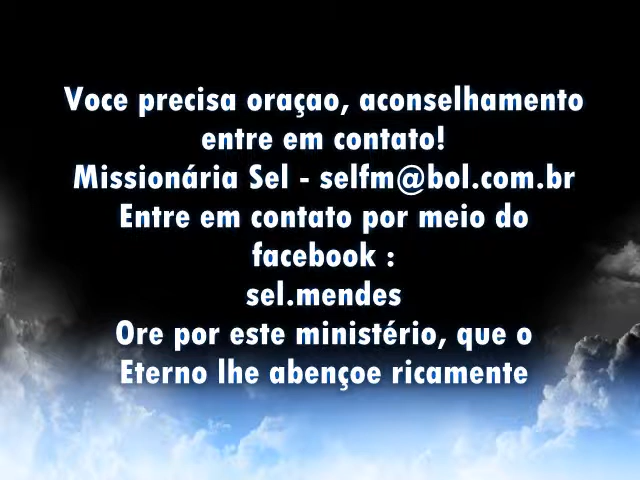 Voce precisa oraçao, aconselhamento
entre em contato!
Missionária Sel - selfm@bol.com.br
Entre em contato por meio do
facebook :
sel.mendes
Ore por este ministério, que o
Eterno lhe abençoe ricamente